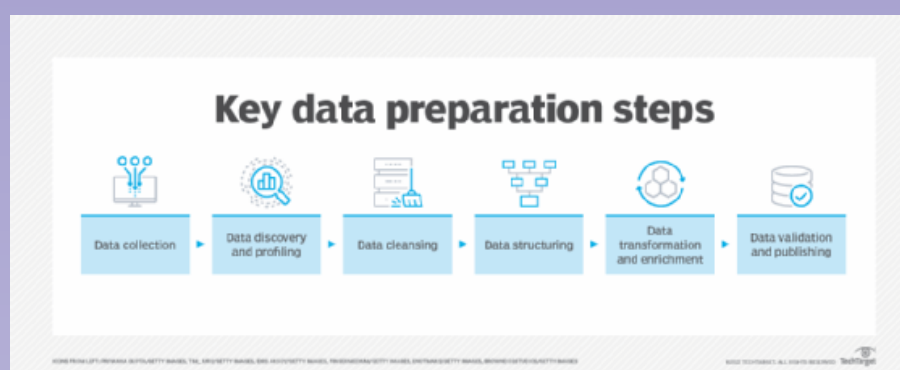 Key data preparation steps
Data collection
Data discovery
and profiling
Data cleansing
Data structuring
Data
transformation
and enrichment
Data validation
and publishing
TechTarget